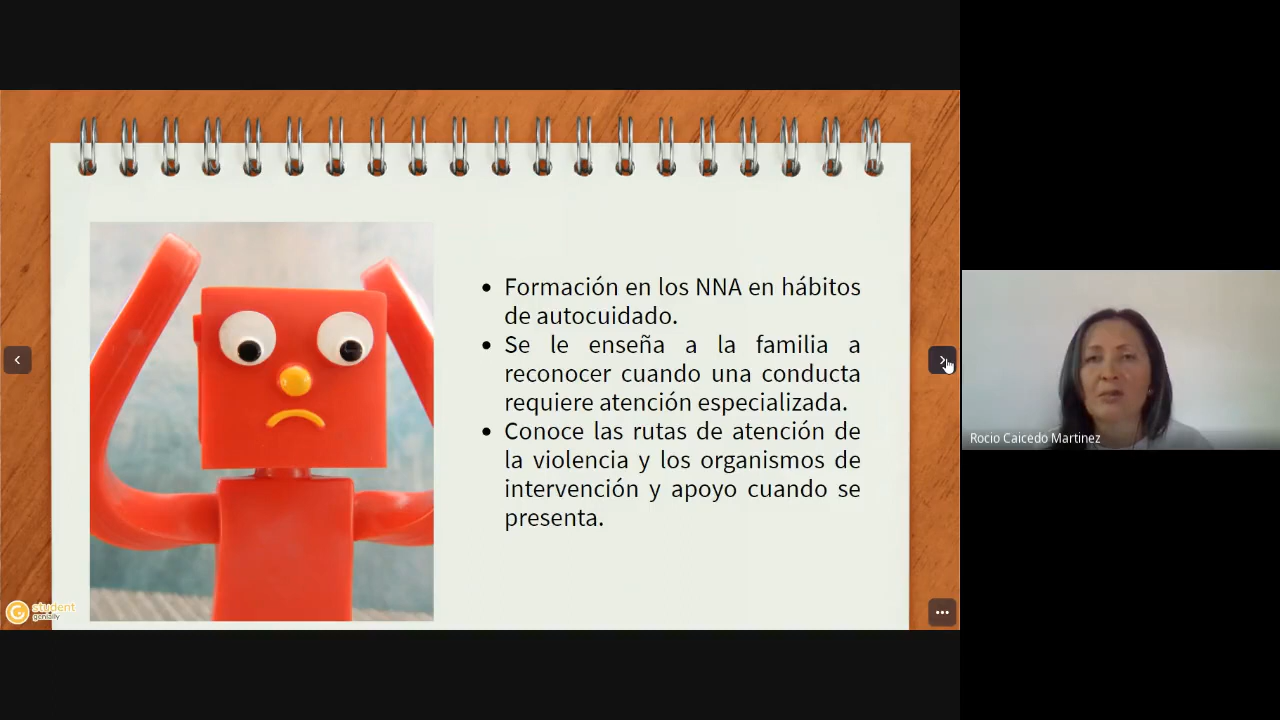 • Formación en los NNA en hábitos
de autocuidado.
• Se le enseña a la familia a
reconocer cuando una conducta
requiere atención especializada.
• Conoce las rutas de atención de
la violencia y los organismos de
intervención y apoyo cuando se
presenta.
Rocio Caicedo Martinez
student
genially